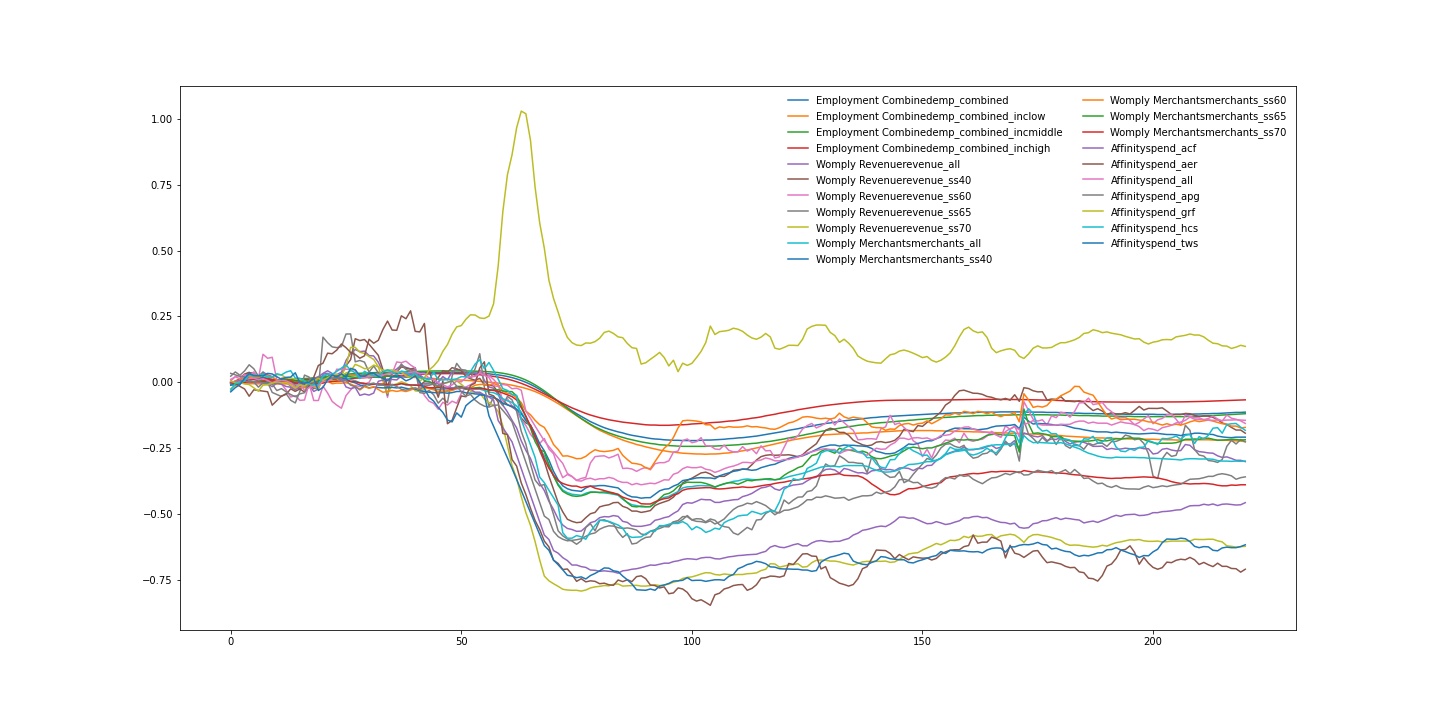 1.00
0.75
0.50
0.25
0.00
−0.25
−0.50
−0.75
0
50
100
150
200
Employment Combinedemp_combined
Employment Combinedemp_combined_inclow
Employment Combinedemp_combined_incmiddle
Employment Combinedemp_combined_inchigh
Womply Revenuerevenue_all
Womply Revenuerevenue_ss40
Womply Revenuerevenue_ss60
Womply Revenuerevenue_ss65
Womply Revenuerevenue_ss70
Womply Merchantsmerchants_all
Womply Merchantsmerchants_ss40
Womply Merchantsmerchants_ss60
Womply Merchantsmerchants_ss65
Womply Merchantsmerchants_ss70
Affinityspend_acf
Affinityspend_aer
Affinityspend_all
Affinityspend_apg
Affinityspend_grf
Affinityspend_hcs
Affinityspend_tws